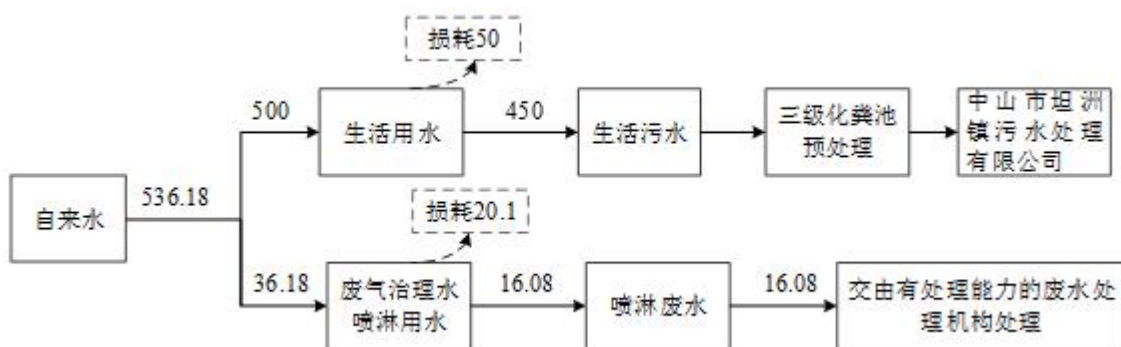 损耗50
500
生活用水
450
生活污水
三级化粪池
预处理
中山市坦洲
镇污水处理
有限公司
自来水
536.18
损耗20.1
36.18
废气治理水
喷淋用水
16.08
喷淋废水
16.08
交由有处理能力的废水处
理机构处理